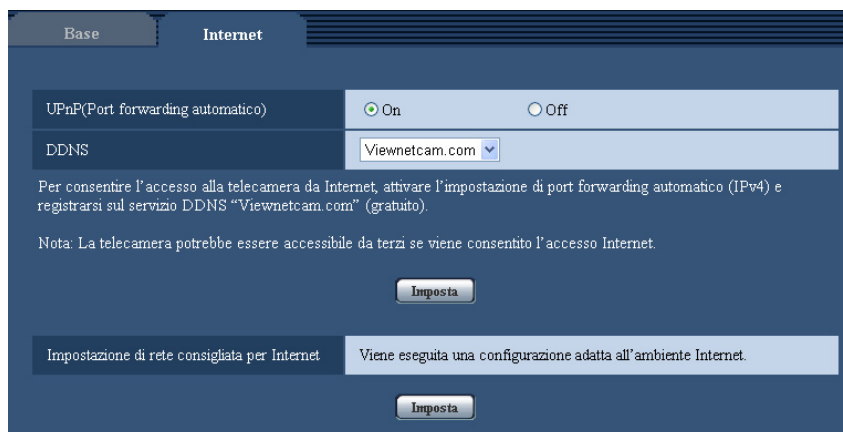 Base Internet
UPnP(Port forwarding automatico) On Off
DDNS Viewnetcam.com
Per consentire l'accesso alla telecamera da Internet, attivare l'impostazione di port forwarding automatico (IPv4) e
registrarsi sul servizio DDNS “Viewnetcam.com” (gratuito).
Nota: La telecamera potrebbe essere accessibile da terzi se viene consentito l'accesso Internet.
Imposta
Impostazione di rete consigliata per Internet Viene eseguita una configurazione adatta all'ambiente Internet.
Imposta